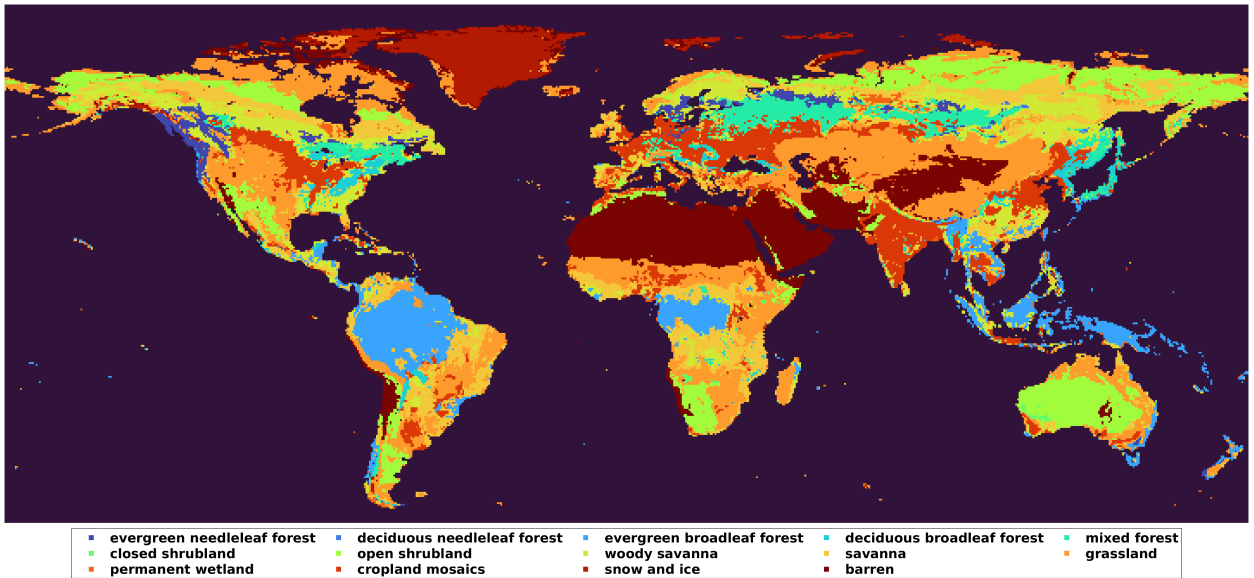 evergreen needleleaf forest deciduous needleleaf forest evergreen broadleaf forest deciduous broadleaf forest mixed forest
closed shrubland open shrubland woody savanna savanna grassland
permanent wetland cropland mosaics snow and ice barren